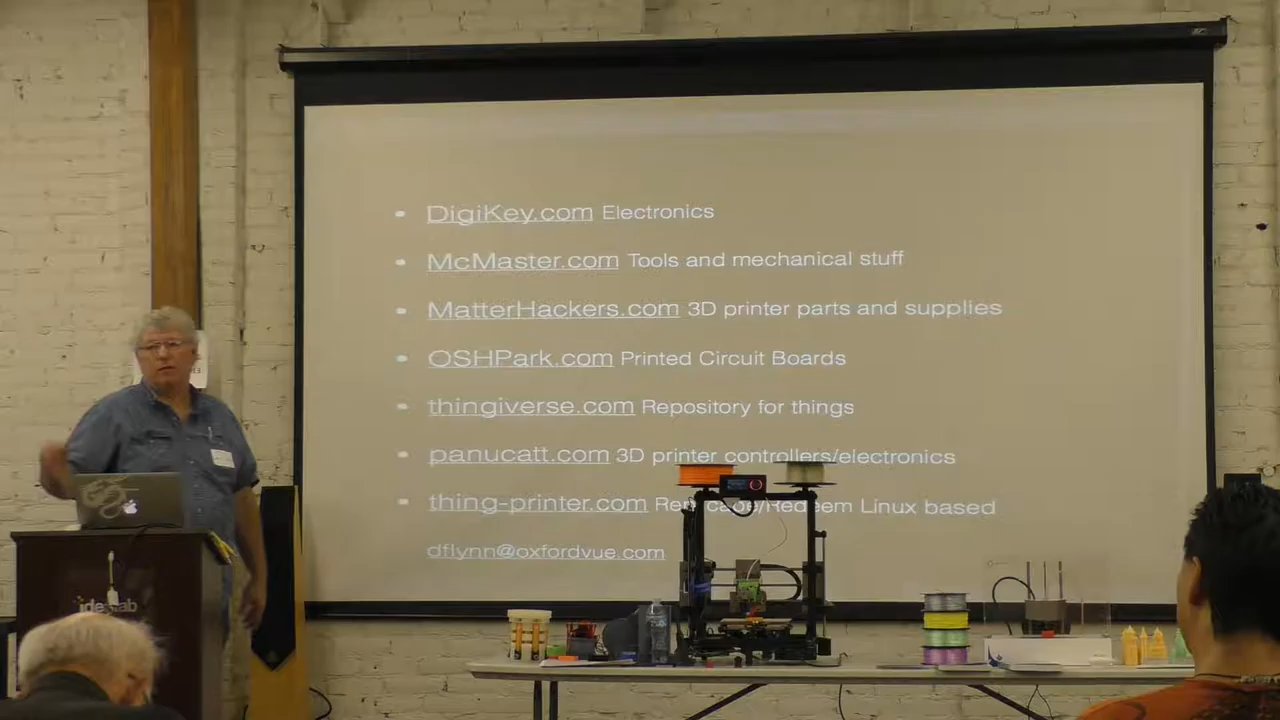 DigiKey.com Electronics
McMaster.com Tools and mechanical stuff
MatterHackers.com 3D printer parts and supplies
OSHPark.com Printed Circuit Boards
thingiverse.com Repository for things
panucatt.com 3D printer controllers/electronics
thing-printer.com Linux based
dflynn@oxfordvue.com
idealab